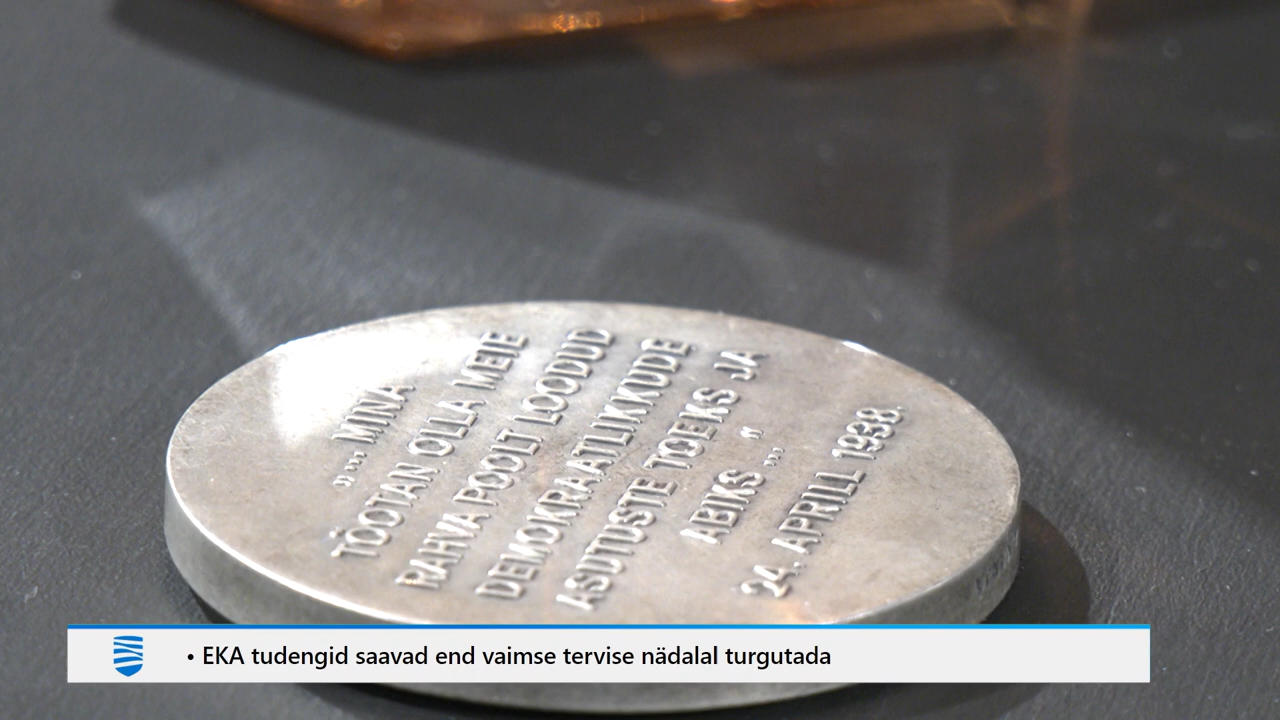 „... MINA
TÕOTAN OLLA MEIE
RAHVA POOLT LOODUD
DEMOKRAATLIKKUDE
ASUTUSTE TOEKS JA
ABIKS ... "
24. APRILL 1938.
• EKA tudengid saavad end vaimse tervise nädalal turgutada